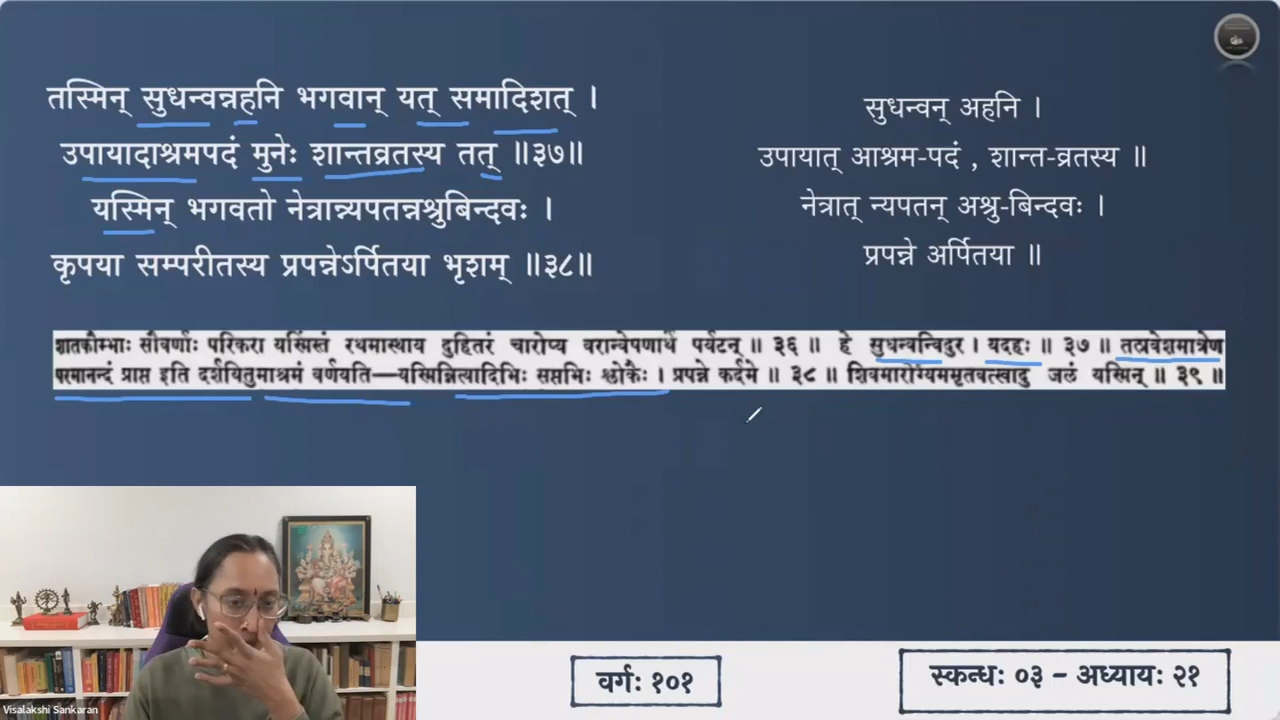 तस्मिन् सुधन्वन्नहनि भगवान् यत् समादिशत् ।
उपायादाश्रमपदं मुनेः शान्तव्रतस्य तत् ॥३७॥
यस्मिन् भगवतो नेत्रान्न्यपतन्नश्रुबिन्दवः ।
कृपया सम्परीतस्य प्रपन्नेऽर्पितया भृशम् ॥३८॥
सुधन्वन् अहनि ।
उपायात् आश्रम-पदं , शान्त-व्रतस्य ॥
नेत्रात् न्यपतन् अश्रु-बिन्दवः ।
प्रपन्ने अर्पितया ॥
शातकौम्भाः सौवर्णाः परिकरा यस्मिंस्तं रथमास्थाय दुहितरं चारोप्य वरान्वेषणार्थं पर्यटन् ॥ ३६ ॥ हे सुधन्वन्विदुर । यदहः ॥ ३७ ॥ तत्प्रवेशमात्रेण
परमानन्दं प्राप्त इति दर्शयितुमाश्रमं वर्णयति—यस्मिन्नित्यादिभिः सप्तभिः श्लोकैः । प्रपन्ने कर्दमे ॥ ३८ ॥ शिवमारोग्यममृतवत्स्वादु जलं यस्मिन् ॥ ३९ ॥
Visalakshi Sankaran
वर्गः १०१
स्कन्धः ०३ - अध्यायः २१